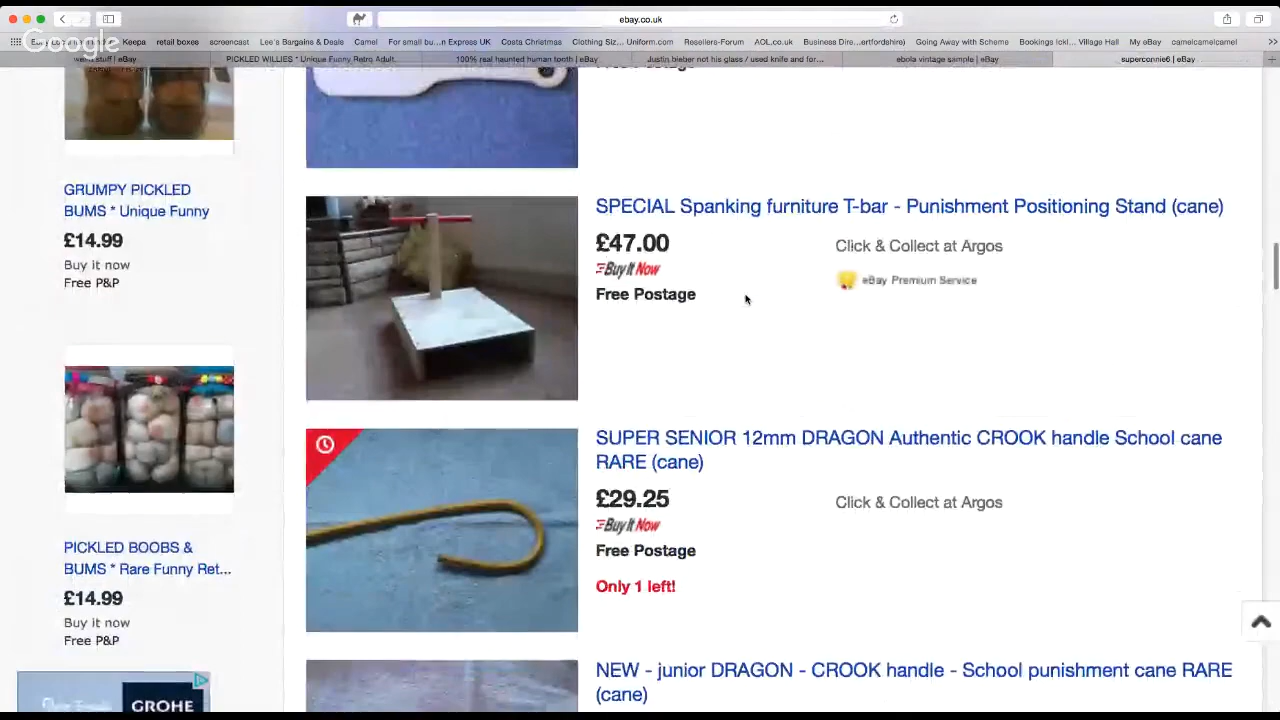 ebay.co.uk
Google
Keepa
retail boxes
screencast
Lee's Bargains & Deals
Camel
For small bu...n Express UK
Costa Christmas
Clothing Siz... Uniform.com
Resellers-Forum
AOL.co.uk
Business Dire...ertfordshire)
Going Away with Scheme
Bookings Ickl... Village Hall
My eBay
camelcamelcamel
weird stuff | eBay
PICKLED WILLIES * Unique Funny Retro Adult...
100% real haunted human tooth | eBay
Justin bieber not his glass / used knife and for...
ebola vintage sample | eBay
superconnie6 | eBay
GRUMPY PICKLED
BUMS * Unique Funny
£14.99
Buy it now
Free P&P
PICKLED BOOBS &
BUMS * Rare Funny Ret...
£14.99
Buy it now
Free P&P
GROHE
SPECIAL Spanking furniture T-bar - Punishment Positioning Stand (cane)
£47.00
Click & Collect at Argos
Buy It Now
eBay Premium Service
Free Postage
SUPER SENIOR 12mm DRAGON Authentic CROOK handle School cane
RARE (cane)
£29.25
Click & Collect at Argos
Buy It Now
Free Postage
Only 1 left!
NEW - junior DRAGON - CROOK handle - School punishment cane RARE
(cane)